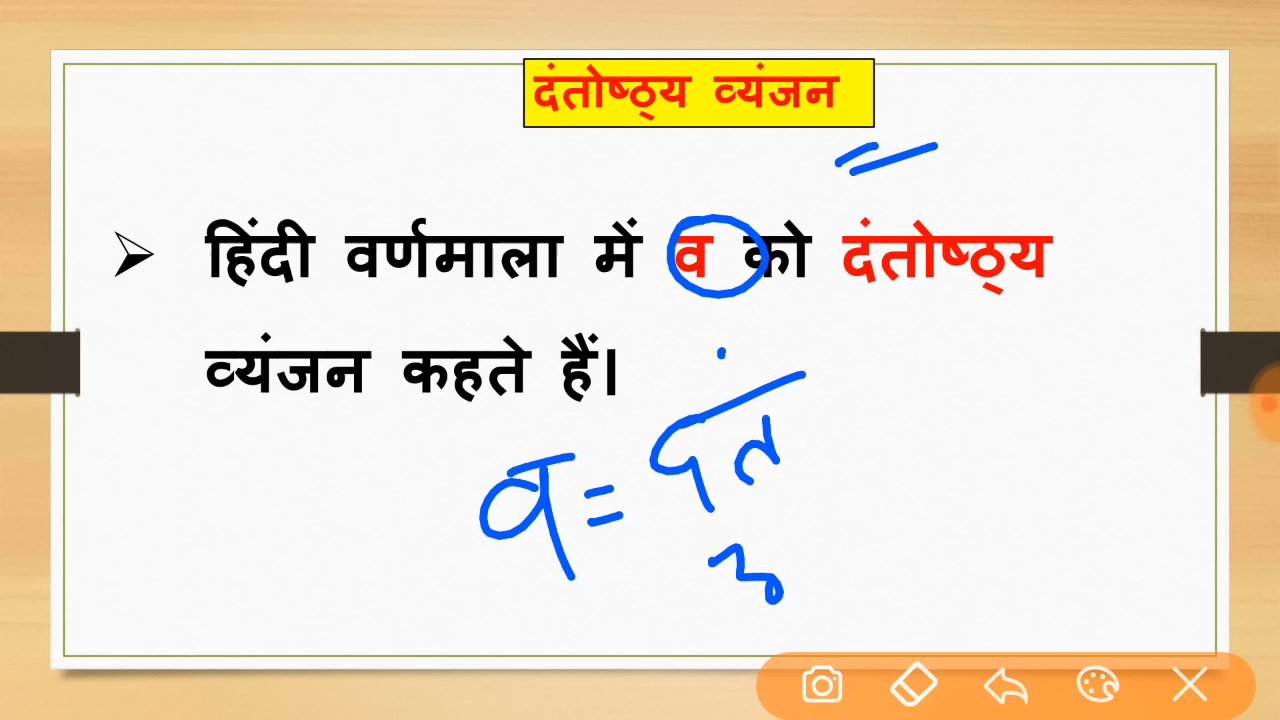 दंतोष्ठ्य व्यंजन
हिंदी वर्णमाला में व को दंतोष्ठ्य
व्यंजन कहते हैं।
व = दंत